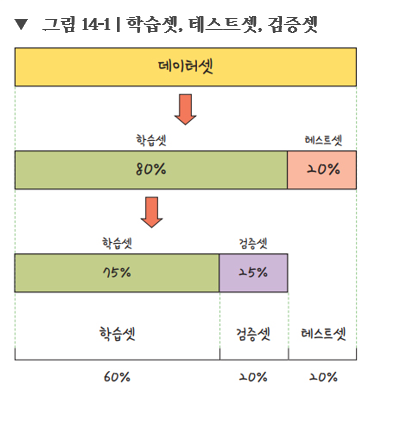 ▼ 그림 14-1 | 학습셋, 테스트셋, 검증셋
데이터셋
학습셋 테스트셋
80% 20%
학습셋 검증셋
75% 25%
학습셋 검증셋 테스트셋
60% 20% 20%